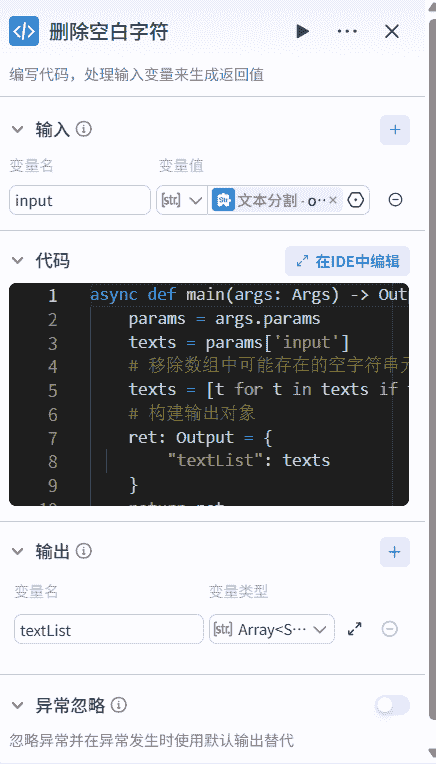 删除空白字符
编写代码，处理输入变量来生成返回值
输入
变量名 变量值
input [str.] Str. 文本分割 - o...
代码 在IDE中编辑
1 async def main(args: Args) -> Out
2 params = args.params
3 texts = params['input']
4 # 移除数组中可能存在的空字符串
5 texts = [t for t in texts if
6 # 构建输出对象
7 ret: Output = {
8 "textList": texts
9 }
输出
变量名 变量类型
textList [str.] Array<S...
异常忽略
忽略异常并在异常发生时使用默认输出替代